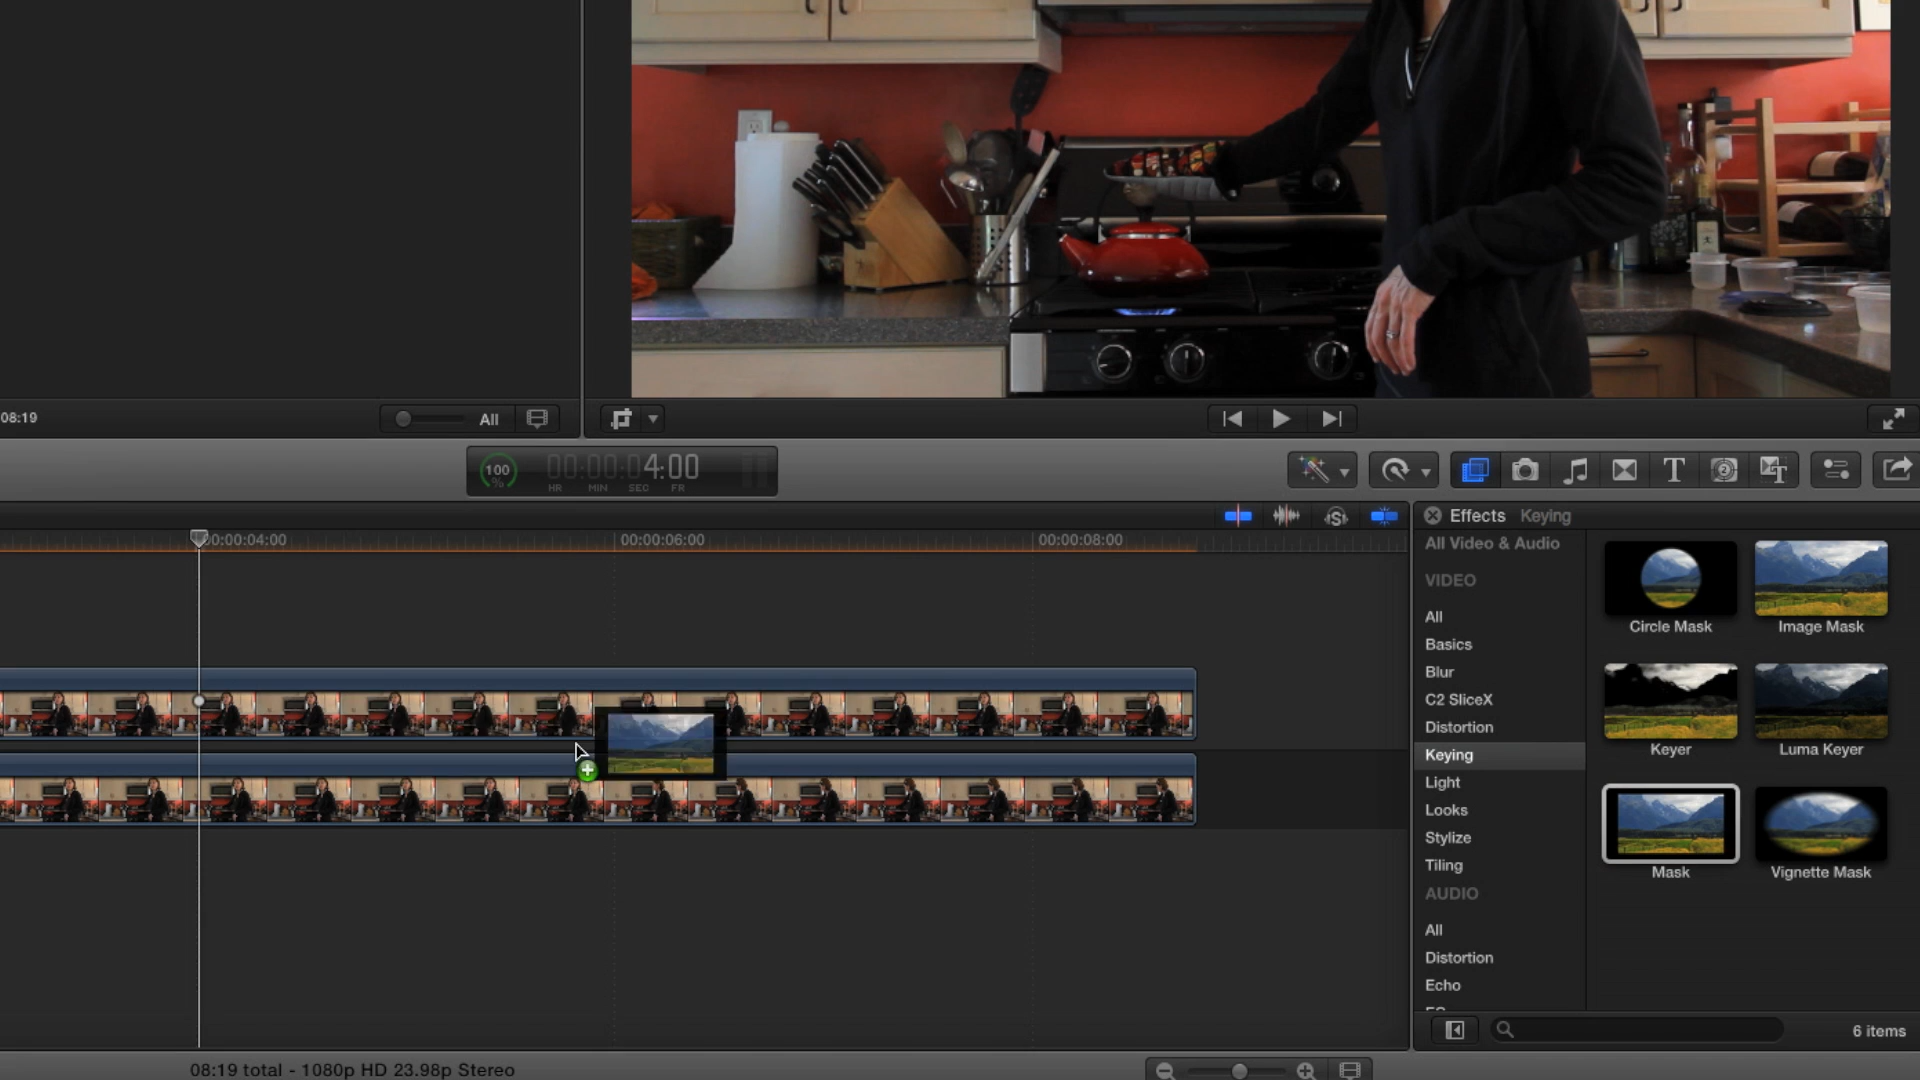 08:19
All
100
%
00:00:04:00
HR MIN SEC FR
Effects Keying
00:00:04:00
00:00:06:00
00:00:08:00
All Video & Audio
VIDEO
All
Basics
Blur
C2 SliceX
Distortion
Keying
Light
Looks
Stylize
Tiling
AUDIO
All
Distortion
Echo
Circle Mask
Image Mask
Keyer
Luma Keyer
Mask
Vignette Mask
6 items
08:19 total - 1080p HD 23.98p Stereo